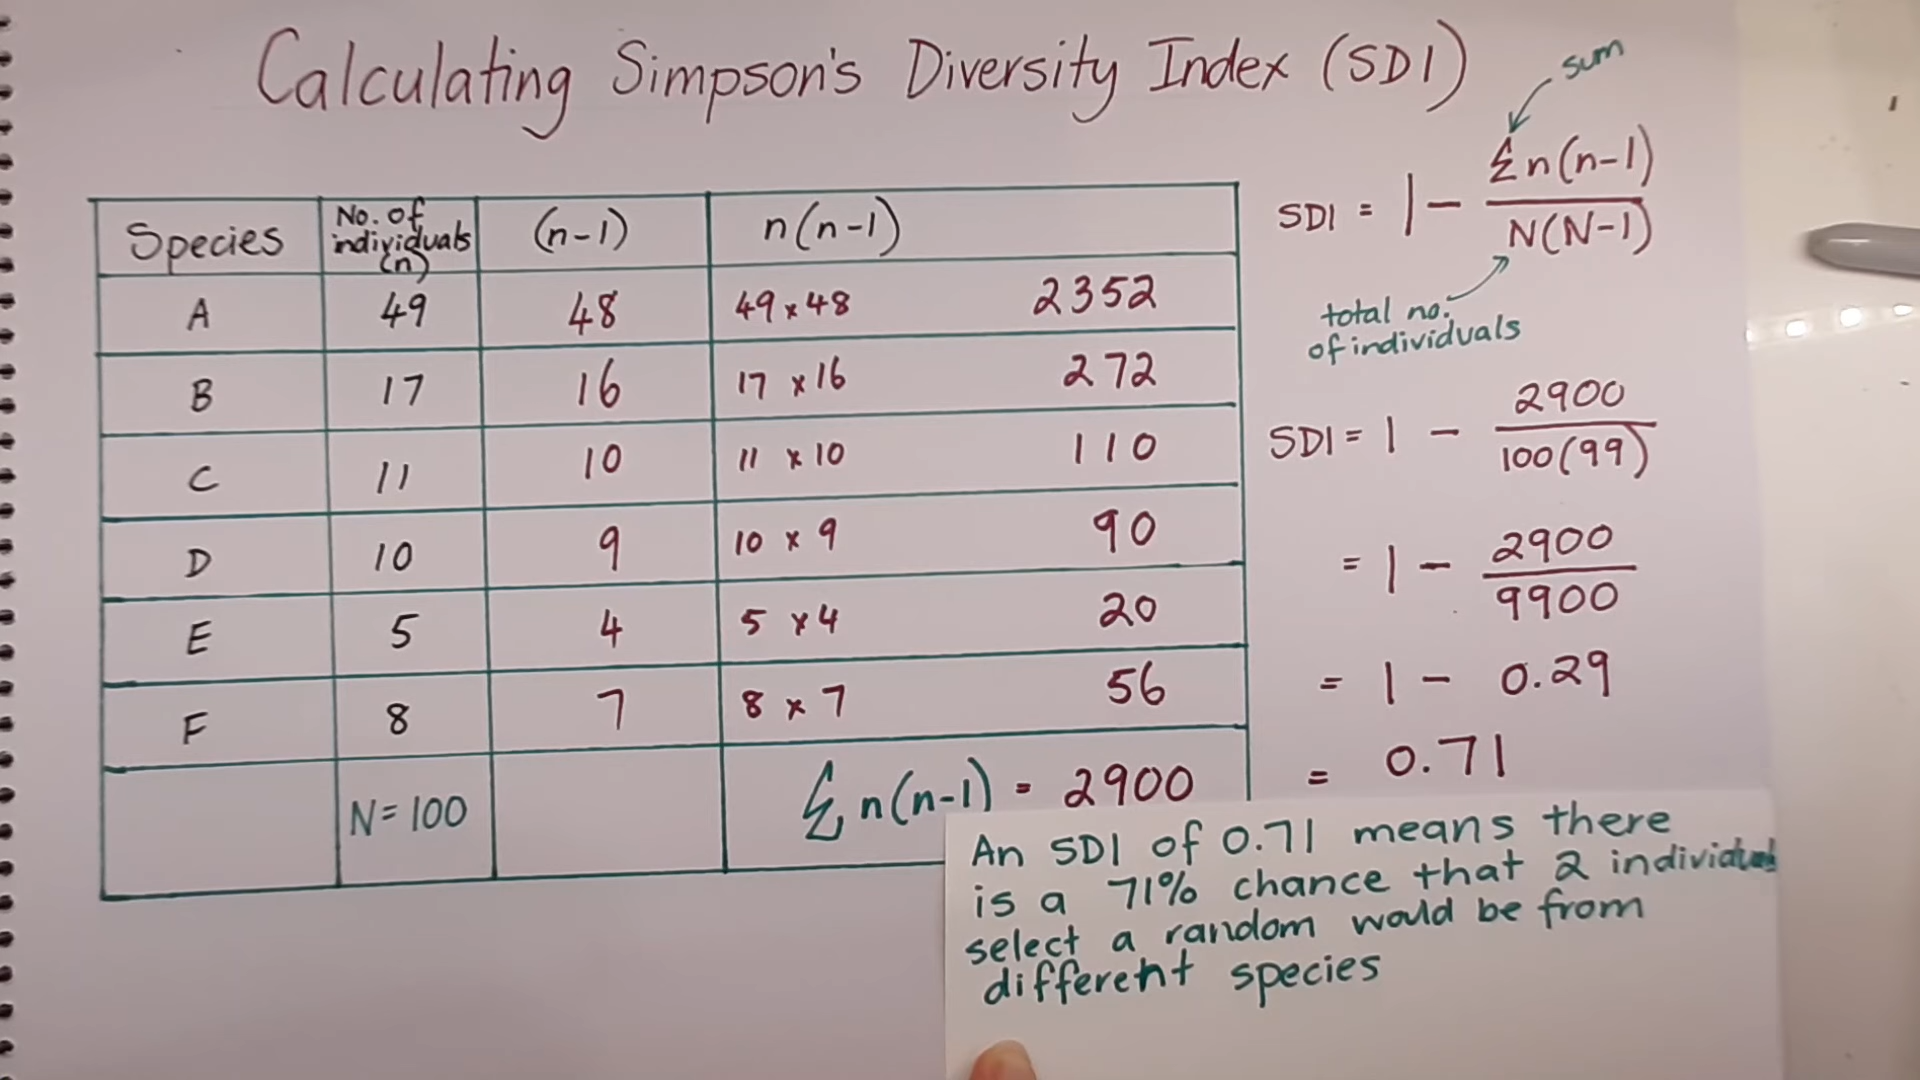 Calculating Simpson's Diversity Index (SDI)
Species No. of individuals (n) (n-1) n(n-1)
A 49 48 49 x 48 2352
B 17 16 17 x 16 272
C 11 10 11 x 10 110
D 10 9 10 x 9 90
E 5 4 5 x 4 20
F 8 7 8 x 7 56
N = 100 Σn(n-1) = 2900
sum
SDI = 1 - Σn(n-1) / N(N-1)
total no.
of individuals
SDI = 1 - 2900 / 100(99)
= 1 - 2900 / 9900
= 1 - 0.29
= 0.71
An SDI of 0.71 means there
is a 71% chance that 2 individuals
select a random would be from
different species